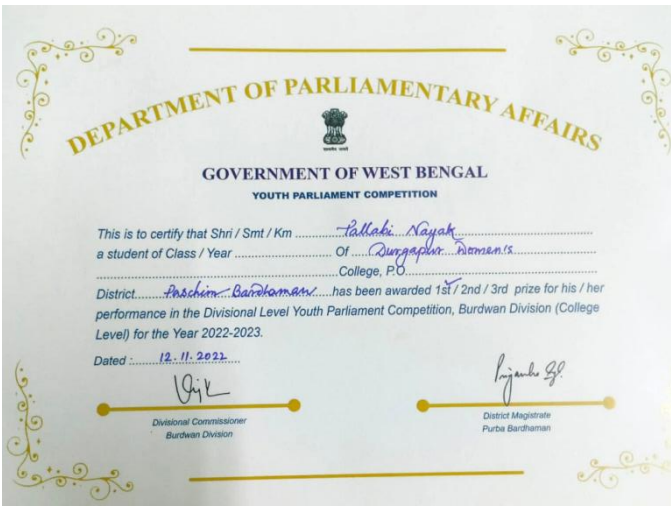 DEPARTMENT OF PARLIAMENTARY AFFAIRS
GOVERNMENT OF WEST BENGAL
YOUTH PARLIAMENT COMPETITION
This is to certify that Shri / Smt / Km ........ Pallabi Nayak ........
a student of Class / Year ........ Of ..... Durgapur Women's .....
........ College, P.O ........
District ...... Paschim Bardhaman ...... has been awarded 1st / 2nd / 3rd prize for his / her
performance in the Divisional Level Youth Parliament Competition, Burdwan Division (College
Level) for the Year 2022-2023.
Dated : ...... 12.11.2022 ......
Divisional Commissioner
Burdwan Division
District Magistrate
Purba Bardhaman